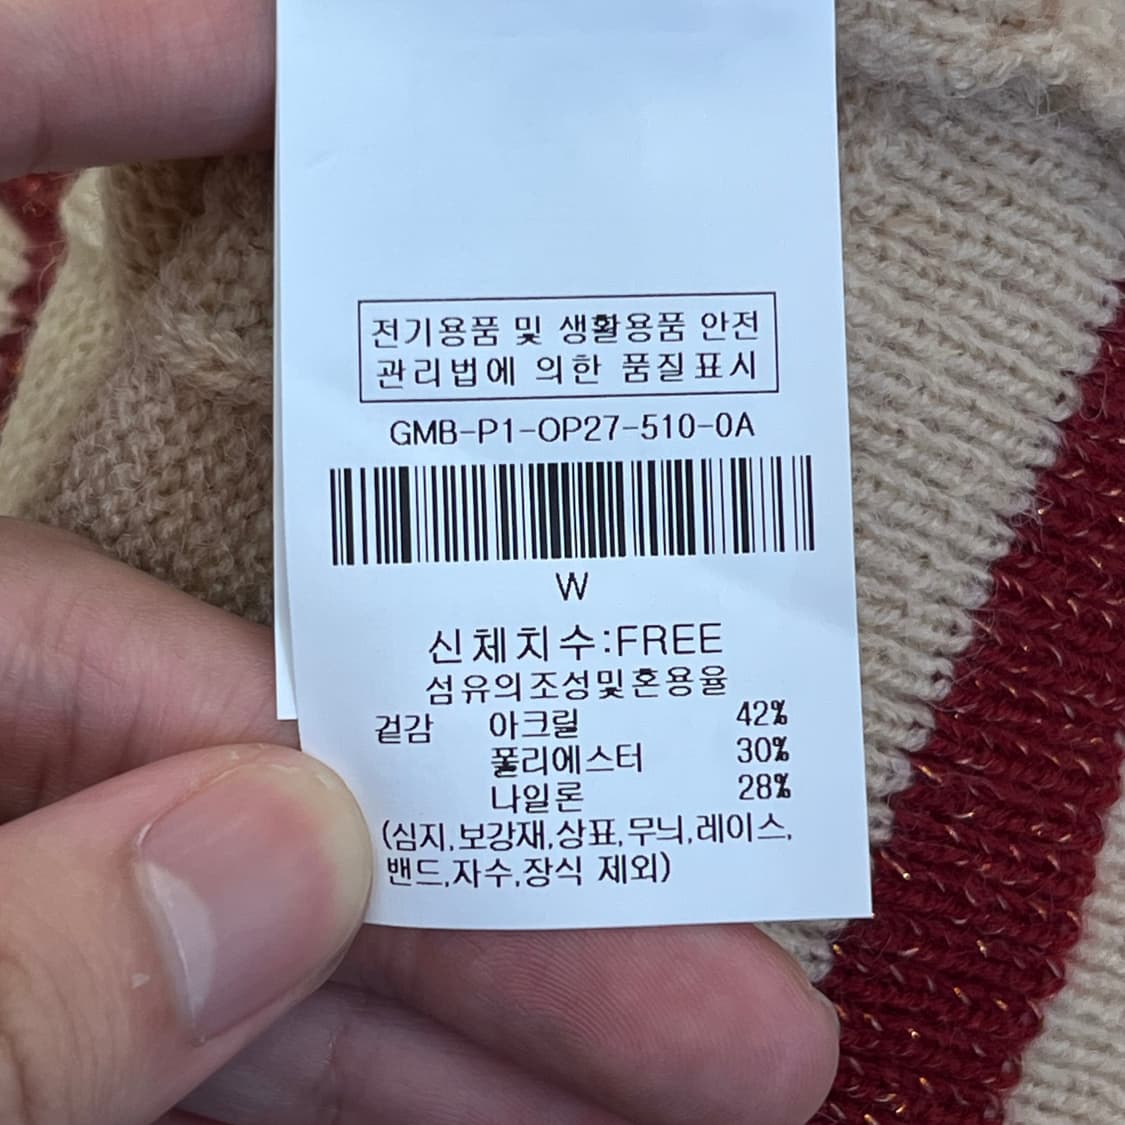 전기용품 및 생활용품 안전
관리법에 의한 품질표시
GMB-P1-OP27-510-0A
W
신체치수:FREE
섬유의조성및혼용율
겉감 아크릴 42%
폴리에스터 30%
나일론 28%
(심지,보강재,상표,무늬,레이스,
밴드,자수,장식 제외)